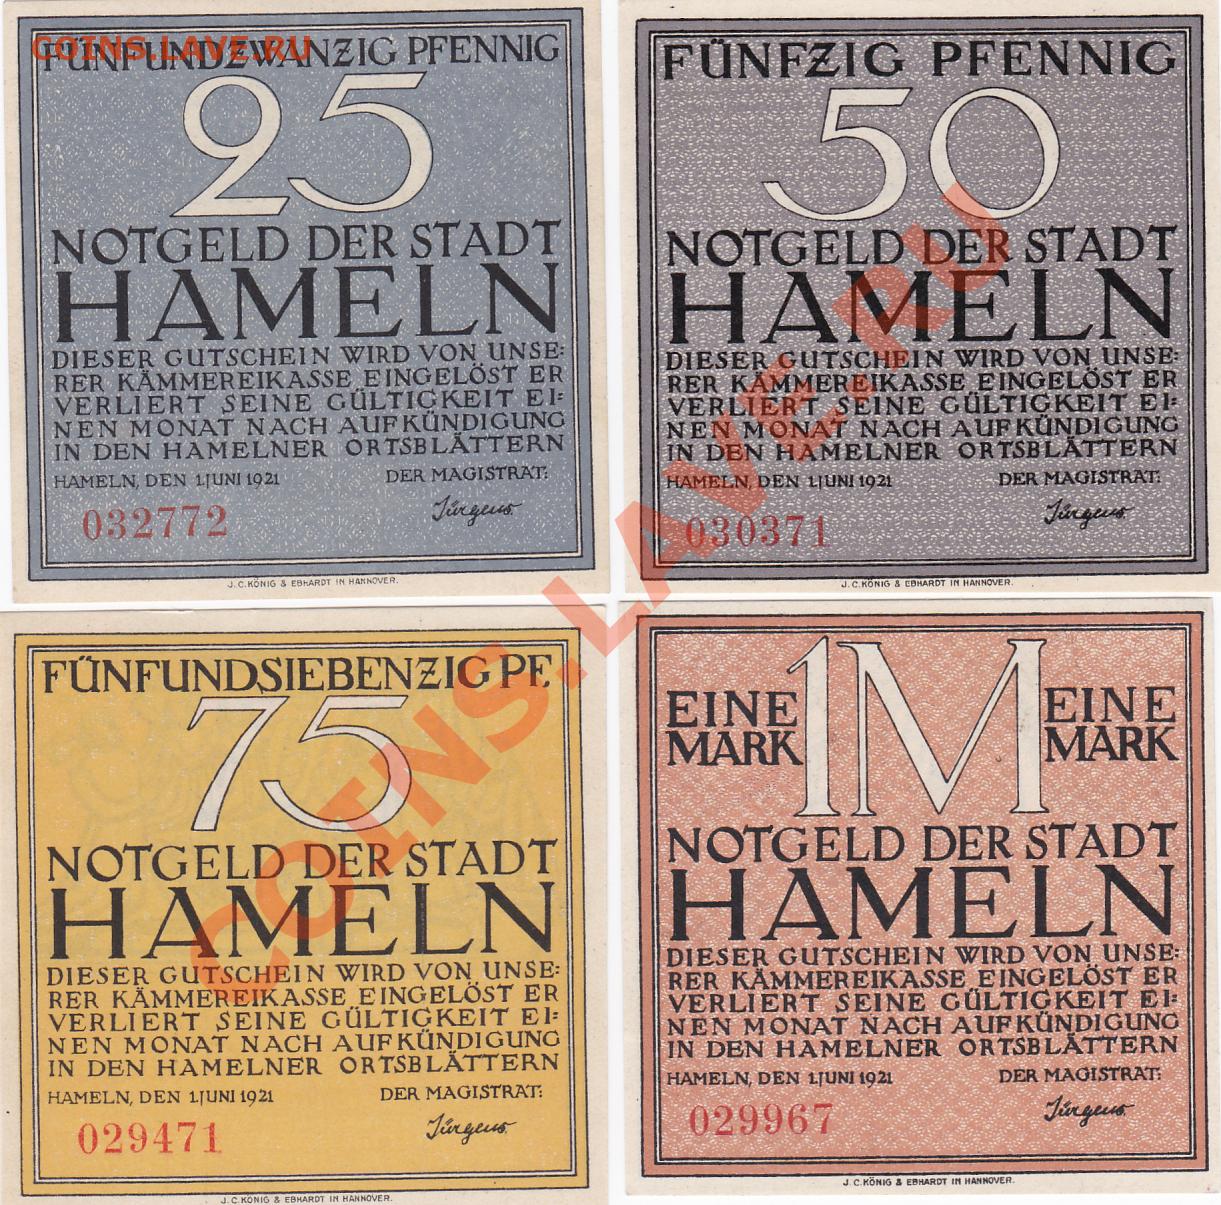 COINS.LAVE.RU
FÜNFUNDZWANZIG PFENNIG
25
NOTGELD DER STADT
HAMELN
DIESER GUTSCHEIN WIRD VON UNSE:
RER KÄMMEREIKASSE EINGELÖST ER
VERLIERT SEINE GÜLTIGKEIT EI:
NEN MONAT NACH AUFKÜNDIGUNG
IN DEN HAMELNER ORTSBLÄTTERN
HAMELN, DEN 1.JUNI 1921 DER MAGISTRAT:
032772 Jürgens.
J.C.KÖNIG & EBHARDT IN HANNOVER.
FÜNFZIG PFENNIG
50
NOTGELD DER STADT
HAMELN
DIESER GUTSCHEIN WIRD VON UNSE:
RER KÄMMEREIKASSE EINGELÖST ER
VERLIERT SEINE GÜLTIGKEIT EI:
NEN MONAT NACH AUFKÜNDIGUNG
IN DEN HAMELNER ORTSBLÄTTERN
HAMELN, DEN 1.JUNI 1921 DER MAGISTRAT:
030371 Jürgens.
J.C.KÖNIG & EBHARDT IN HANNOVER.
COINS.LAVE.RU
FÜNFUNDSIEBENZIG PF.
75
NOTGELD DER STADT
HAMELN
DIESER GUTSCHEIN WIRD VON UNSE:
RER KÄMMEREIKASSE EINGELÖST ER
VERLIERT SEINE GÜLTIGKEIT EI:
NEN MONAT NACH AUFKÜNDIGUNG
IN DEN HAMELNER ORTSBLÄTTERN
HAMELN, DEN 1.JUNI 1921 DER MAGISTRAT:
029471 Jürgens.
J.C.KÖNIG & EBHARDT IN HANNOVER.
EINE MARK 1M EINE MARK
NOTGELD DER STADT
HAMELN
DIESER GUTSCHEIN WIRD VON UNSE:
RER KÄMMEREIKASSE EINGELÖST ER
VERLIERT SEINE GÜLTIGKEIT EI:
NEN MONAT NACH AUFKÜNDIGUNG
IN DEN HAMELNER ORTSBLÄTTERN
HAMELN, DEN 1.JUNI 1921 DER MAGISTRAT:
029967 Jürgens.
J.C.KÖNIG & EBHARDT IN HANNOVER.